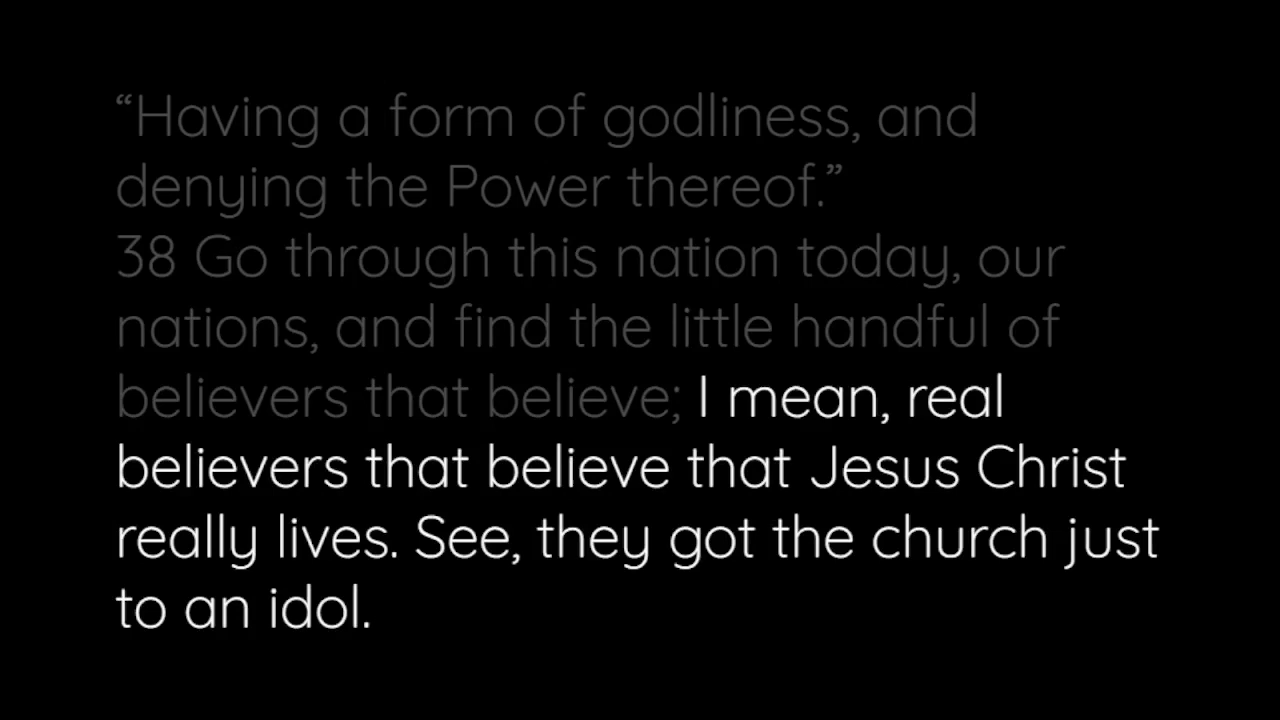 “Having a form of godliness, and
denying the Power thereof.”
38 Go through this nation today, our
nations, and find the little handful of
believers that believe; I mean, real
believers that believe that Jesus Christ
really lives. See, they got the church just
to an idol.